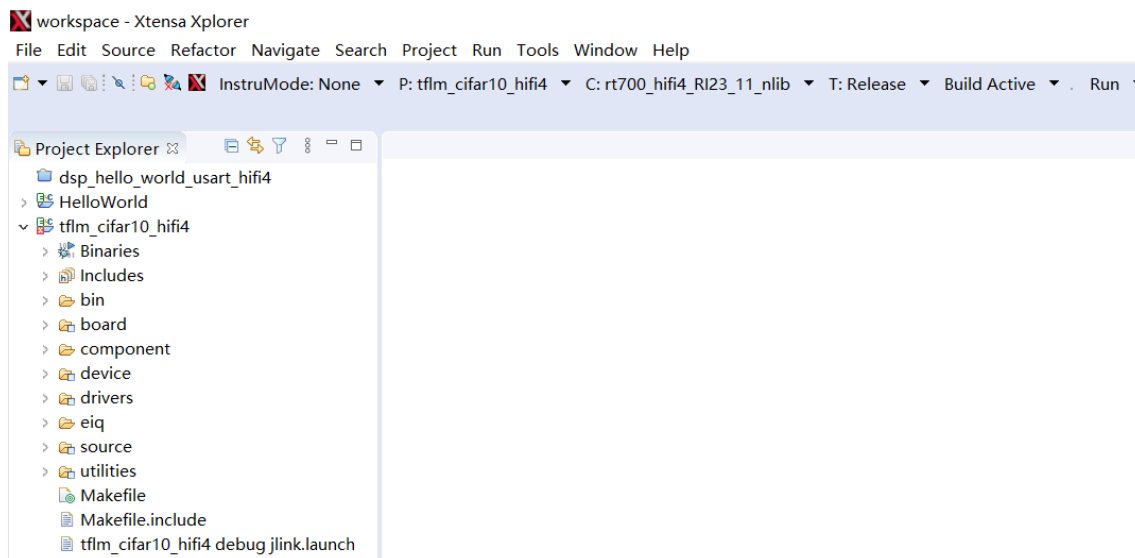 workspace - Xtensa Xplorer
File Edit Source Refactor Navigate Search Project Run Tools Window Help
InstruMode: None P: tflm_cifar10_hifi4 C: rt700_hifi4_RI23_11_nlib T: Release Build Active . Run
Project Explorer
dsp_hello_world_usart_hifi4
HelloWorld
tflm_cifar10_hifi4
Binaries
Includes
bin
board
component
device
drivers
eiq
source
utilities
Makefile
Makefile.include
tflm_cifar10_hifi4 debug jlink.launch